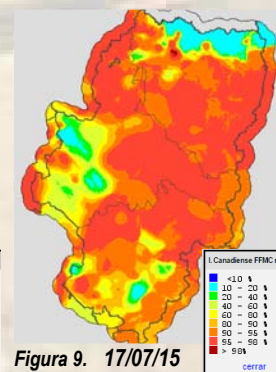 I. Canadiense FFMC
<10 %
10 - 20 %
20 - 40 %
40 - 60 %
60 - 80 %
80 - 90 %
90 - 95 %
95 - 98 %
> 98%
cerrar
Figura 9. 17/07/15